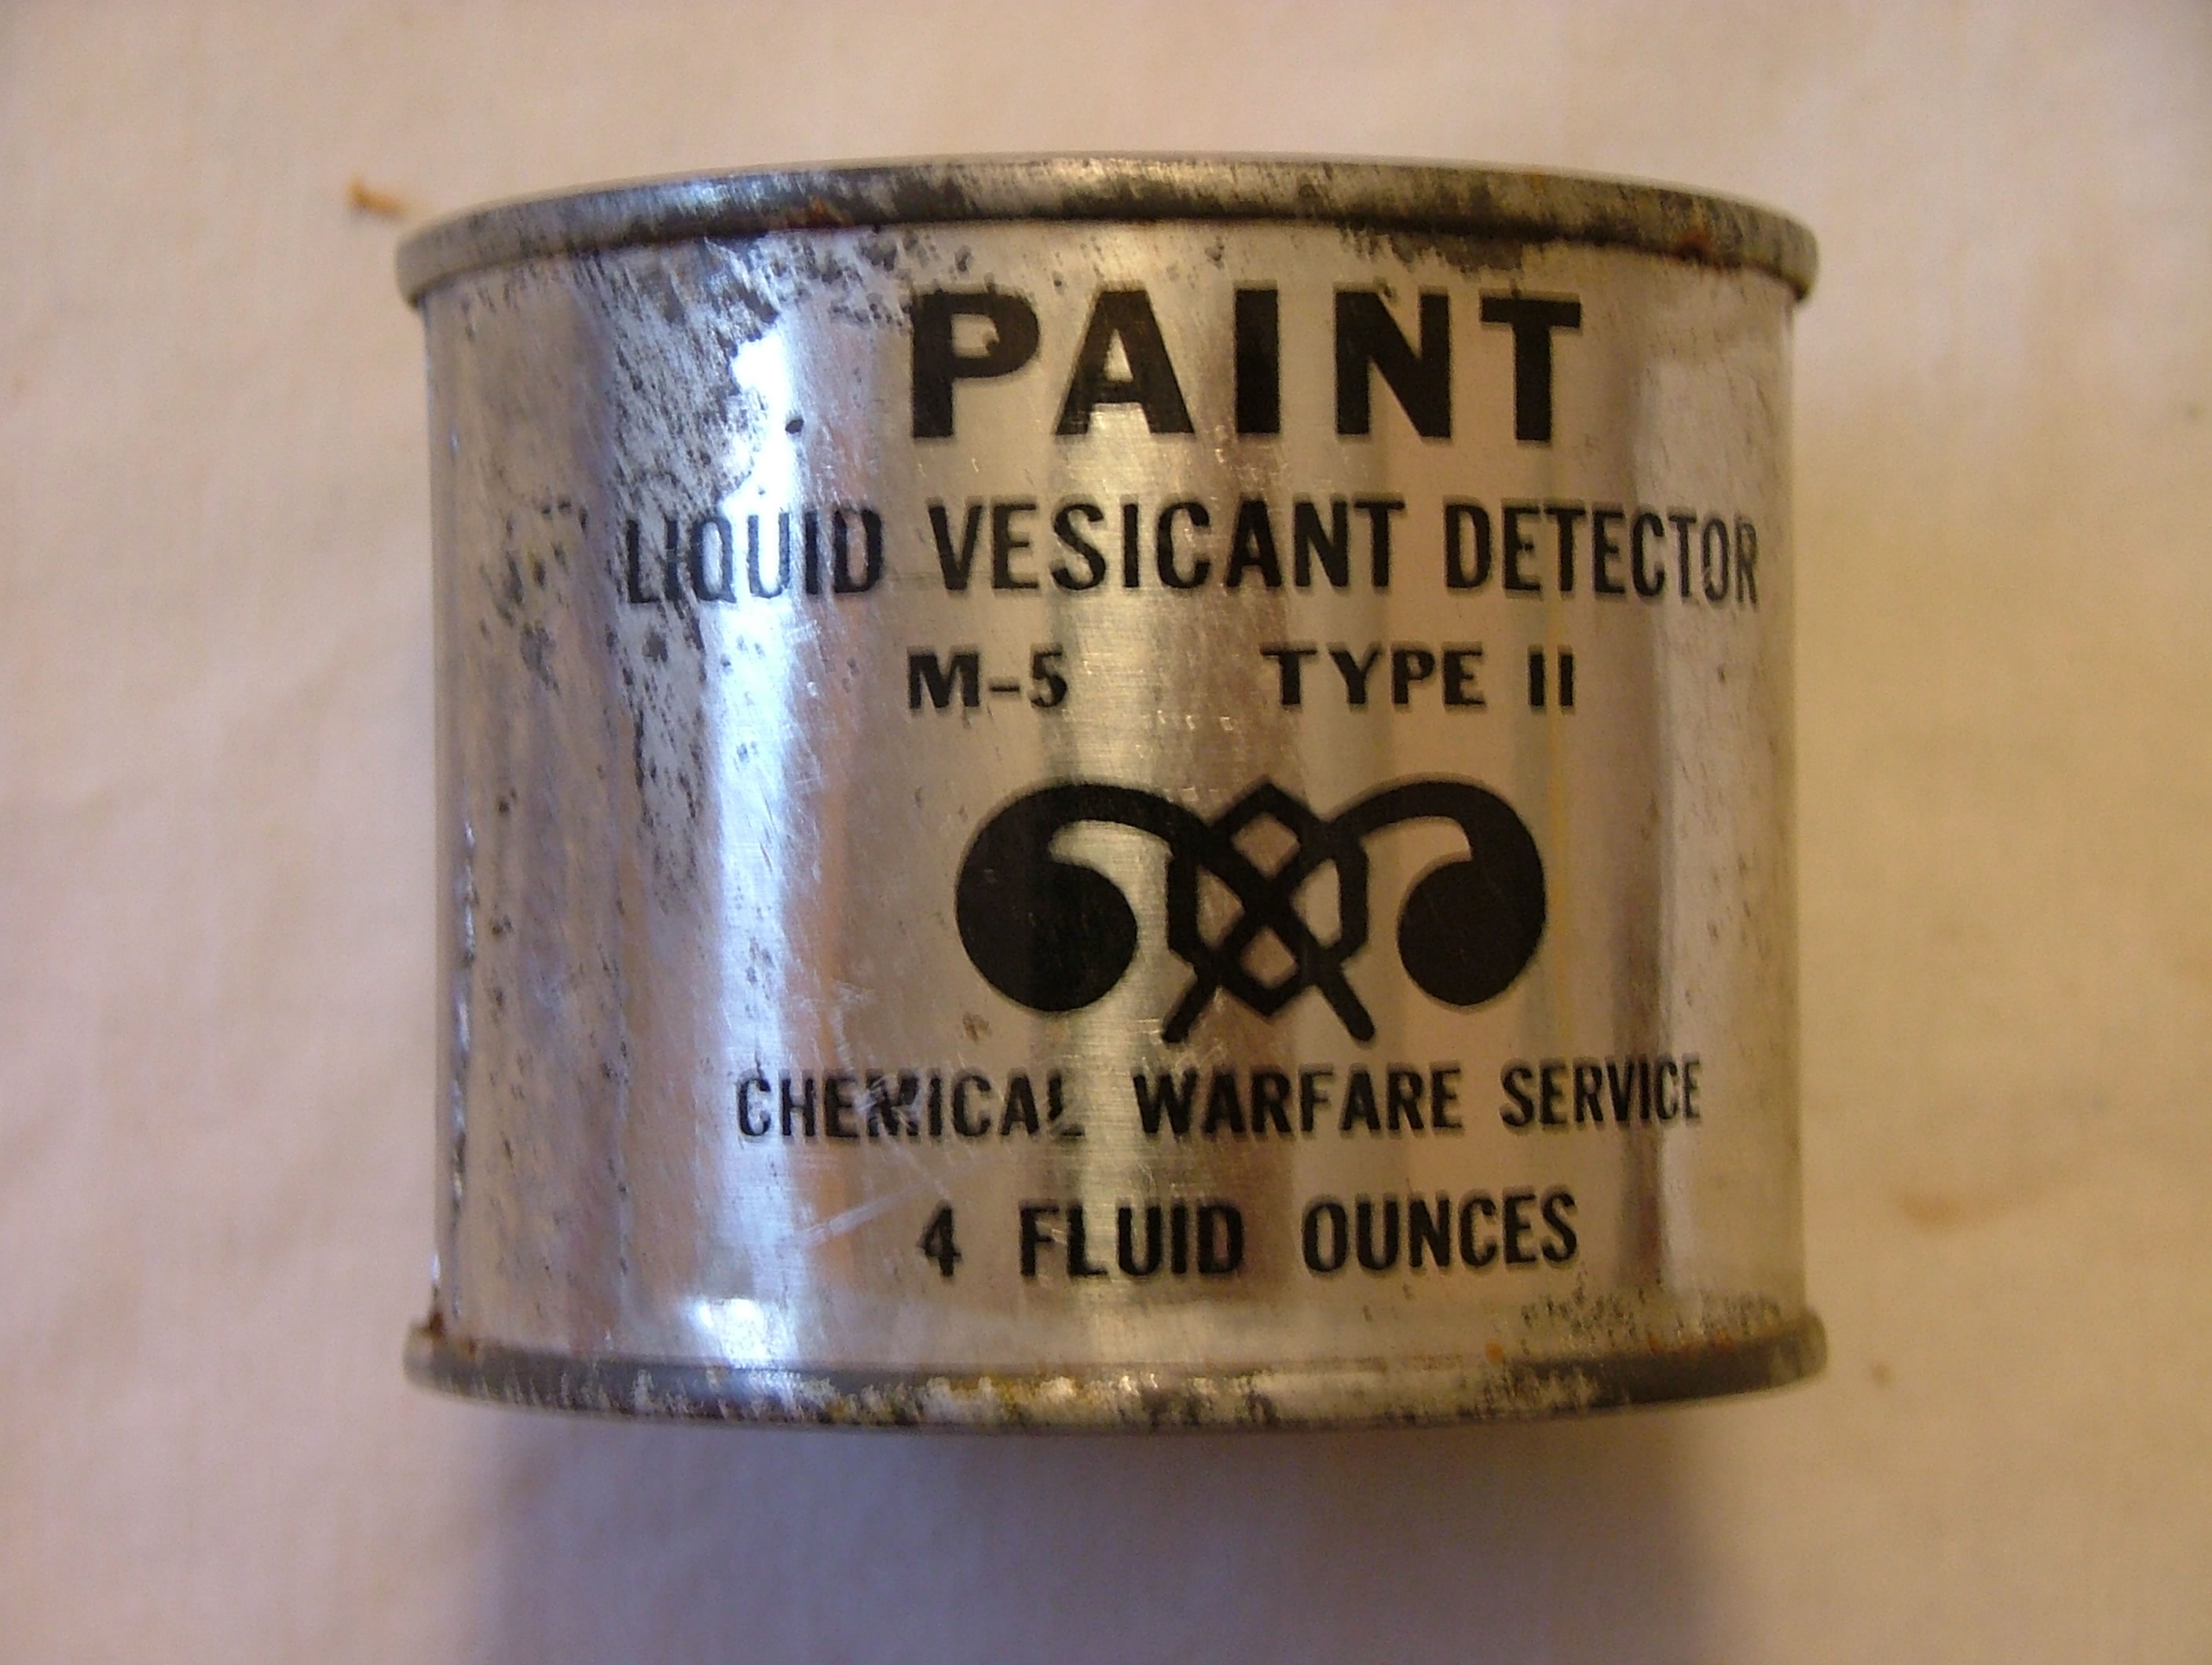 PAINT
LIQUID VESICANT DETECTOR
M-5 TYPE II
CHEMICAL WARFARE SERVICE
4 FLUID OUNCES